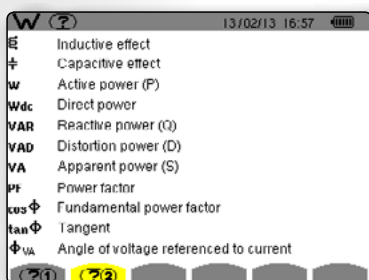 W (?) 13/02/13 16:57
Inductive effect
Capacitive effect
W Active power (P)
Wdc Direct power
VAR Reactive power (Q)
VAD Distortion power (D)
VA Apparent power (S)
PF Power factor
cos Φ Fundamental power factor
tan Φ Tangent
Φ VA Angle of voltage referenced to current
(?① (?②